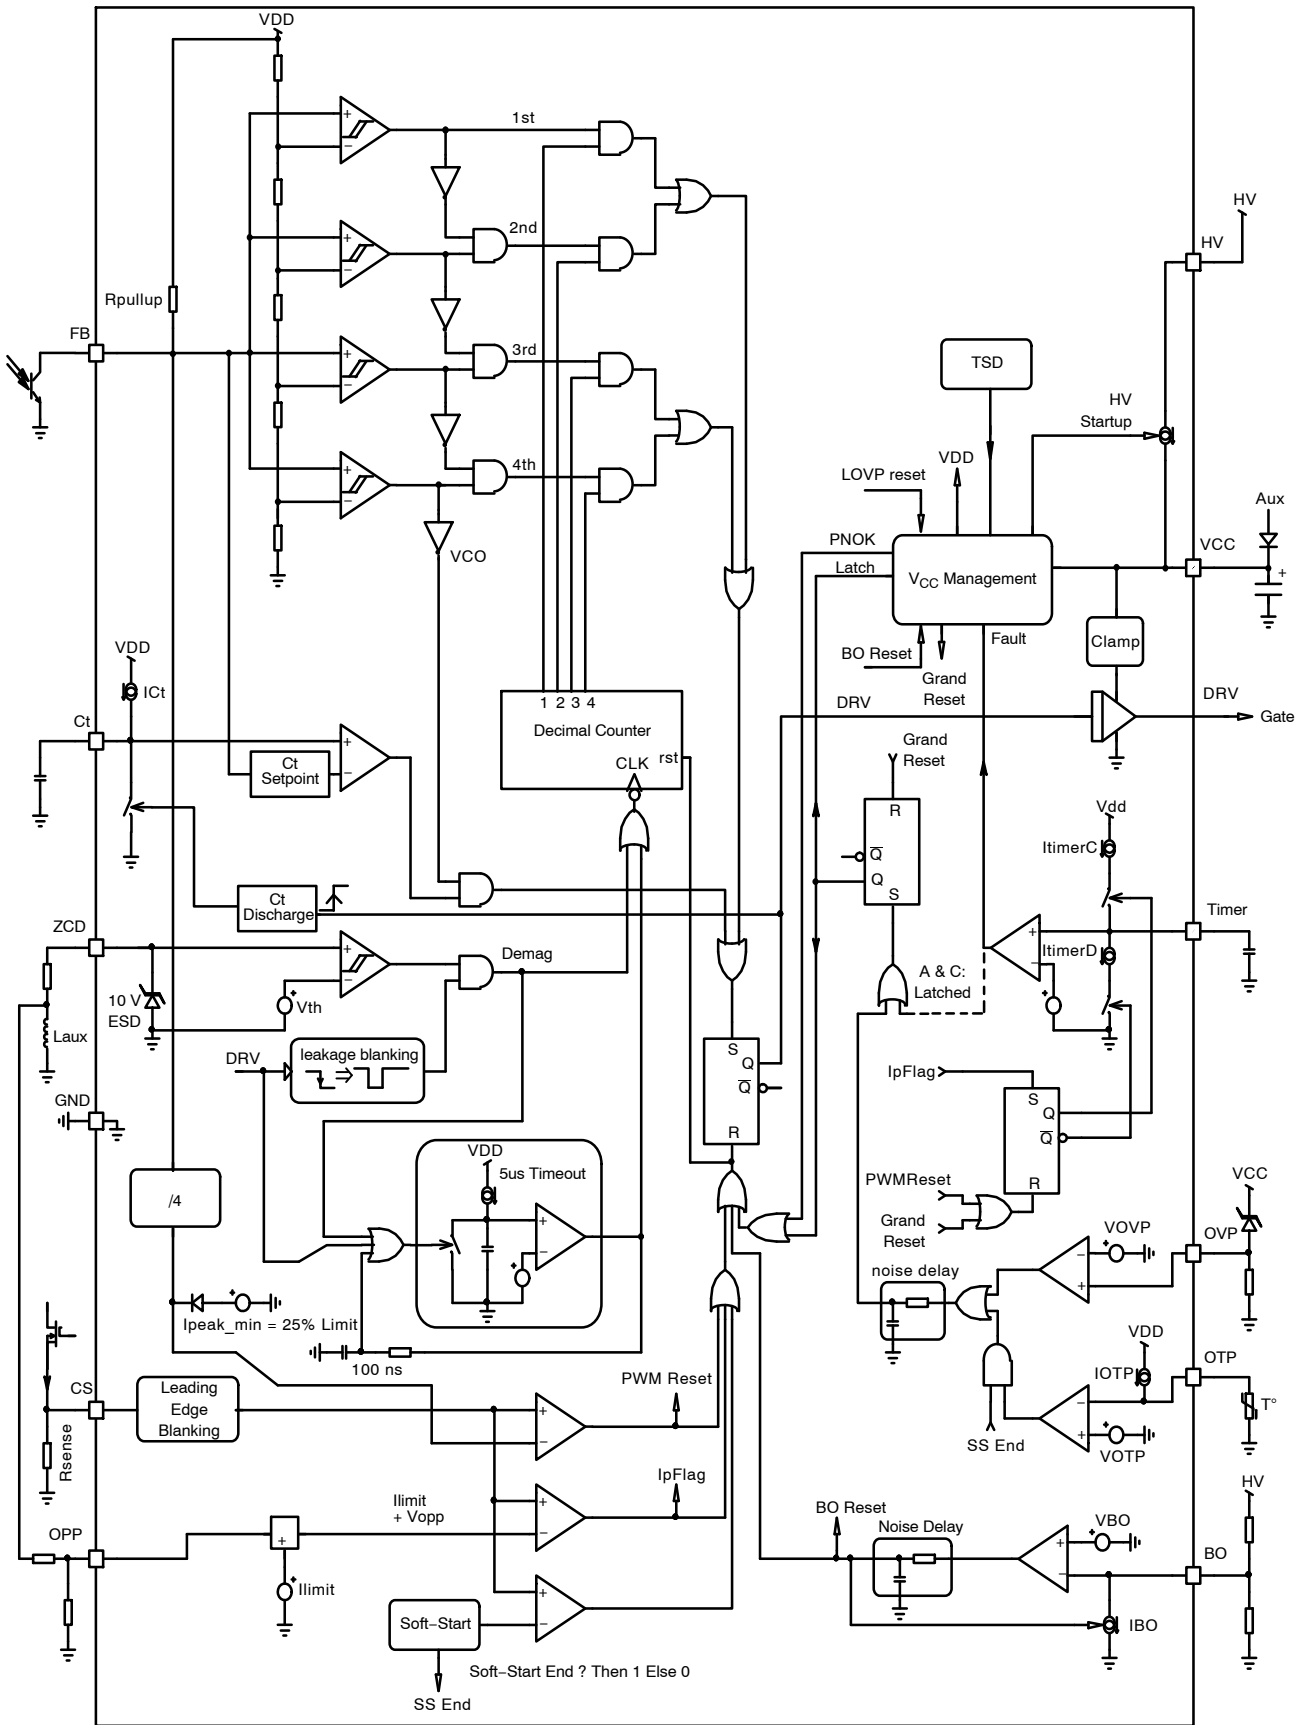 VDD
1st
HV
2nd
HV
Rpullup
FB
3rd
TSD
HV
Startup
4th
VDD
LOVP reset
Aux
VCO
PNOK
VCC
Latch
VCC Management
+
Fault
Clamp
VDD
BO Reset
Grand
Reset
ICt
1 2 3 4
DRV
DRV
Ct
Decimal Counter
Gate
+
−
Ct
Setpoint
CLK
rst
Grand
Reset
Vdd
R
ItimerC
Q
Q
S
Ct
Discharge
Timer
ZCD
Demag
+
−
ItimerD
A & C:
Latched
10 V
ESD
Vth
Laux
DRV
leakage blanking
S
Q
Q
IpFlag
S
Q
Q
GND
R
VDD
5us Timeout
R
PWMReset
VCC
/4
Grand
Reset
VOVP
OVP
noise delay
Ipeak_min = 25% Limit
VDD
100 ns
IOTP
OTP
CS
Leading
Edge
Blanking
PWM Reset
T°
Rsense
SS End
VOTP
IpFlag
HV
Ilimit
+ Vopp
BO Reset
OPP
Noise Delay
VBO
BO
Ilimit
Soft−Start
IBO
Soft−Start End ? Then 1 Else 0
SS End